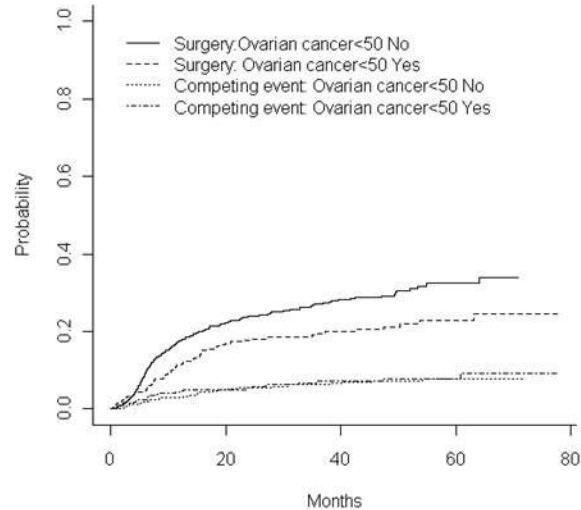 Surgery:Ovarian cancer<50 No
Surgery: Ovarian cancer<50 Yes
Competing event: Ovarian cancer<50 No
Competing event: Ovarian cancer<50 Yes
Probability
1.0
0.8
0.6
0.4
0.2
0.0
0 20 40 60 80
Months